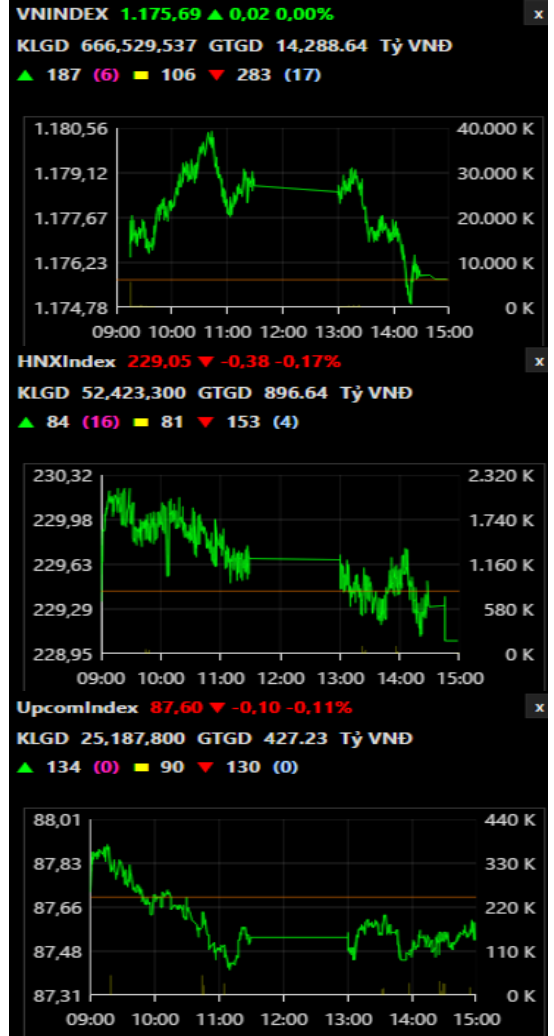 VNINDEX 1.175,69 ▲ 0,02 0,00% x
KLGD 666,529,537 GTGD 14,288.64 Tỷ VNĐ
▲ 187 (6) 106 ▼ 283 (17)
1.180,56 40.000 K
1.179,12 30.000 K
1.177,67 20.000 K
1.176,23 10.000 K
1.174,78 0 K
09:00 10:00 11:00 12:00 13:00 14:00 15:00
HNXIndex 229,05 ▼ -0,38 -0,17% x
KLGD 52,423,300 GTGD 896.64 Tỷ VNĐ
▲ 84 (16) 81 ▼ 153 (4)
230,32 2.320 K
229,98 1.740 K
229,63 1.160 K
229,29 580 K
228,95 0 K
09:00 10:00 11:00 12:00 13:00 14:00 15:00
UpcomIndex 87,60 ▼ -0,10 -0,11% x
KLGD 25,187,800 GTGD 427.23 Tỷ VNĐ
▲ 134 (0) 90 ▼ 130 (0)
88,01 440 K
87,83 330 K
87,66 220 K
87,48 110 K
87,31 0 K
09:00 10:00 11:00 12:00 13:00 14:00 15:00